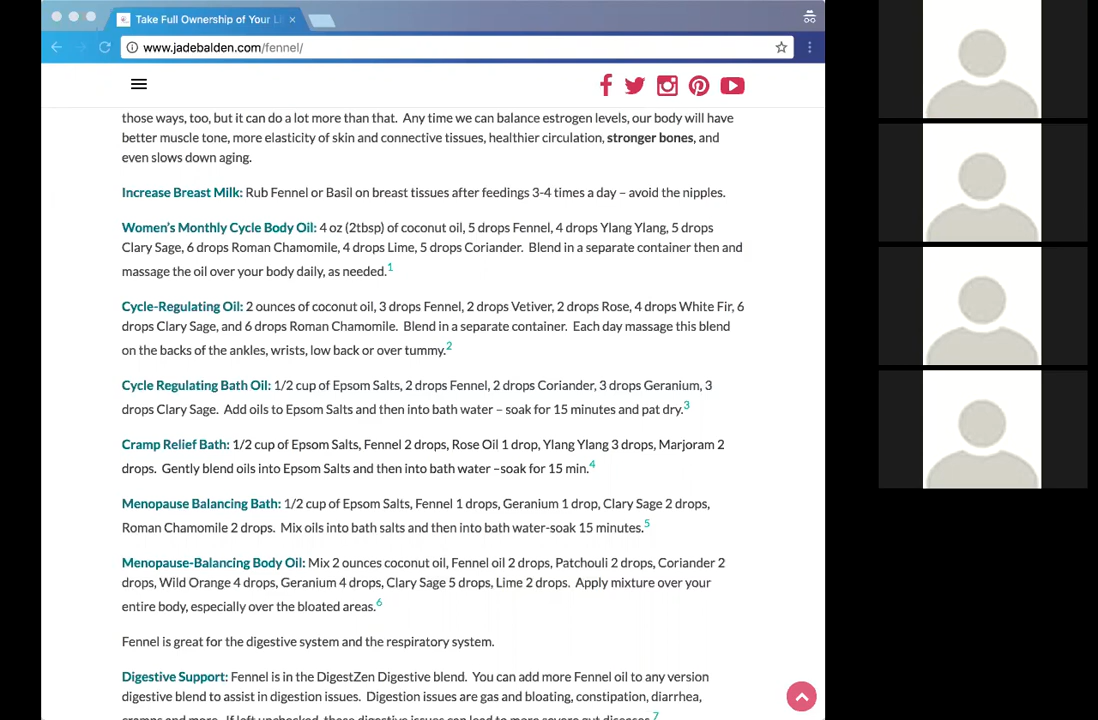 Take Full Ownership of Your Li
www.jadebalden.com/fennel/
those ways, too, but it can do a lot more than that. Any time we can balance estrogen levels, our body will have
better muscle tone, more elasticity of skin and connective tissues, healthier circulation, stronger bones, and
even slows down aging.
Increase Breast Milk: Rub Fennel or Basil on breast tissues after feedings 3-4 times a day – avoid the nipples.
Women's Monthly Cycle Body Oil: 4 oz (2tbsp) of coconut oil, 5 drops Fennel, 4 drops Ylang Ylang, 5 drops
Clary Sage, 6 drops Roman Chamomile, 4 drops Lime, 5 drops Coriander. Blend in a separate container then and
massage the oil over your body daily, as needed.1
Cycle-Regulating Oil: 2 ounces of coconut oil, 3 drops Fennel, 2 drops Vetiver, 2 drops Rose, 4 drops White Fir, 6
drops Clary Sage, and 6 drops Roman Chamomile. Blend in a separate container. Each day massage this blend
on the backs of the ankles, wrists, low back or over tummy.2
Cycle Regulating Bath Oil: 1/2 cup of Epsom Salts, 2 drops Fennel, 2 drops Coriander, 3 drops Geranium, 3
drops Clary Sage. Add oils to Epsom Salts and then into bath water – soak for 15 minutes and pat dry.3
Cramp Relief Bath: 1/2 cup of Epsom Salts, Fennel 2 drops, Rose Oil 1 drop, Ylang Ylang 3 drops, Marjoram 2
drops. Gently blend oils into Epsom Salts and then into bath water –soak for 15 min.4
Menopause Balancing Bath: 1/2 cup of Epsom Salts, Fennel 1 drops, Geranium 1 drop, Clary Sage 2 drops,
Roman Chamomile 2 drops. Mix oils into bath salts and then into bath water-soak 15 minutes.5
Menopause-Balancing Body Oil: Mix 2 ounces coconut oil, Fennel oil 2 drops, Patchouli 2 drops, Coriander 2
drops, Wild Orange 4 drops, Geranium 4 drops, Clary Sage 5 drops, Lime 2 drops. Apply mixture over your
entire body, especially over the bloated areas.6
Fennel is great for the digestive system and the respiratory system.
Digestive Support: Fennel is in the DigestZen Digestive blend. You can add more Fennel oil to any version
digestive blend to assist in digestion issues. Digestion issues are gas and bloating, constipation, diarrhea,
cramps and more. If left unchecked, these digestive issues can lead to more severe gut diseases.7